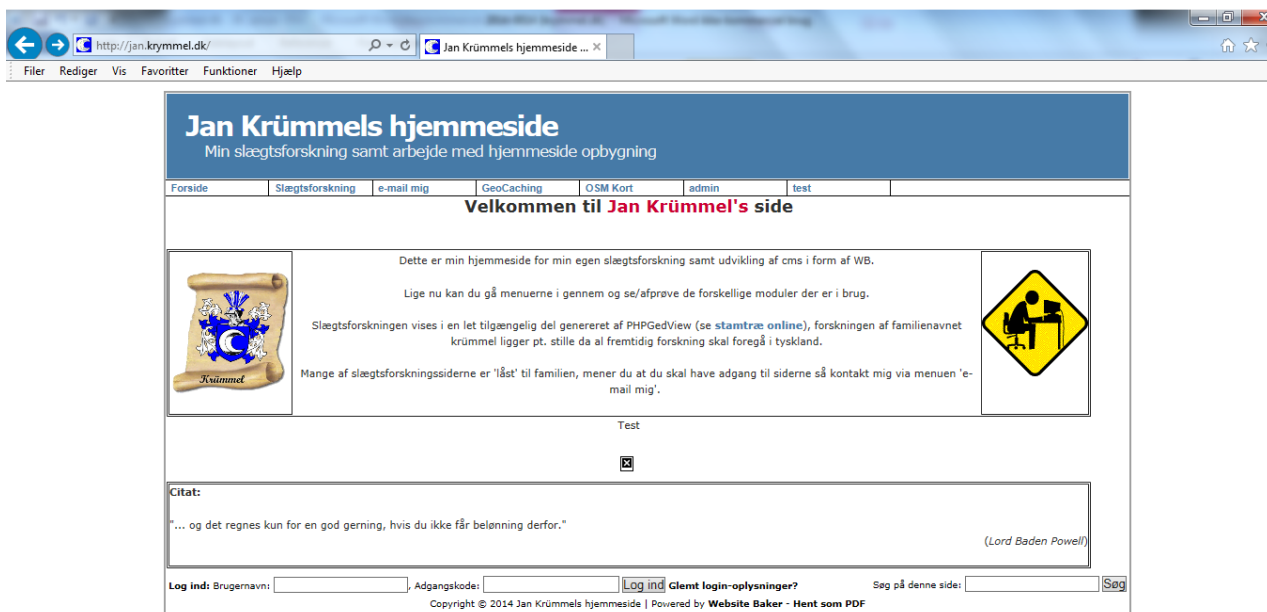 http://jan.krymmel.dk/
Jan Krümmels hjemmeside ...
Filer Rediger Vis Favoritter Funktioner Hjælp
Jan Krümmels hjemmeside
Min slægtsforskning samt arbejde med hjemmeside opbygning
Forside Slægtsforskning e-mail mig GeoCaching OSM Kort admin test
Velkommen til Jan Krümmel's side
Dette er min hjemmeside for min egen slægtsforskning samt udvikling af cms i form af WB.
Lige nu kan du gå menuerne i gennem og se/afprøve de forskellige moduler der er i brug.
Slægtsforskningen vises i en let tilgængelig del genereret af PHPGedView (se stamtræ online), forskningen af familienavnet
krümmel ligger pt. stille da al fremtidig forskning skal foregå i tyskland.
Mange af slægtsforskningssiderne er 'låst' til familien, mener du at du skal have adgang til siderne så kontakt mig via menuen 'e-
mail mig'.
Krümmel
Test
Citat:
"... og det regnes kun for en god gerning, hvis du ikke får belønning derfor."
(Lord Baden Powell)
Log ind: Brugernavn: , Adgangskode: Log ind Glemt login-oplysninger? Søg på denne side: Søg
Copyright © 2014 Jan Krümmels hjemmeside | Powered by Website Baker - Hent som PDF